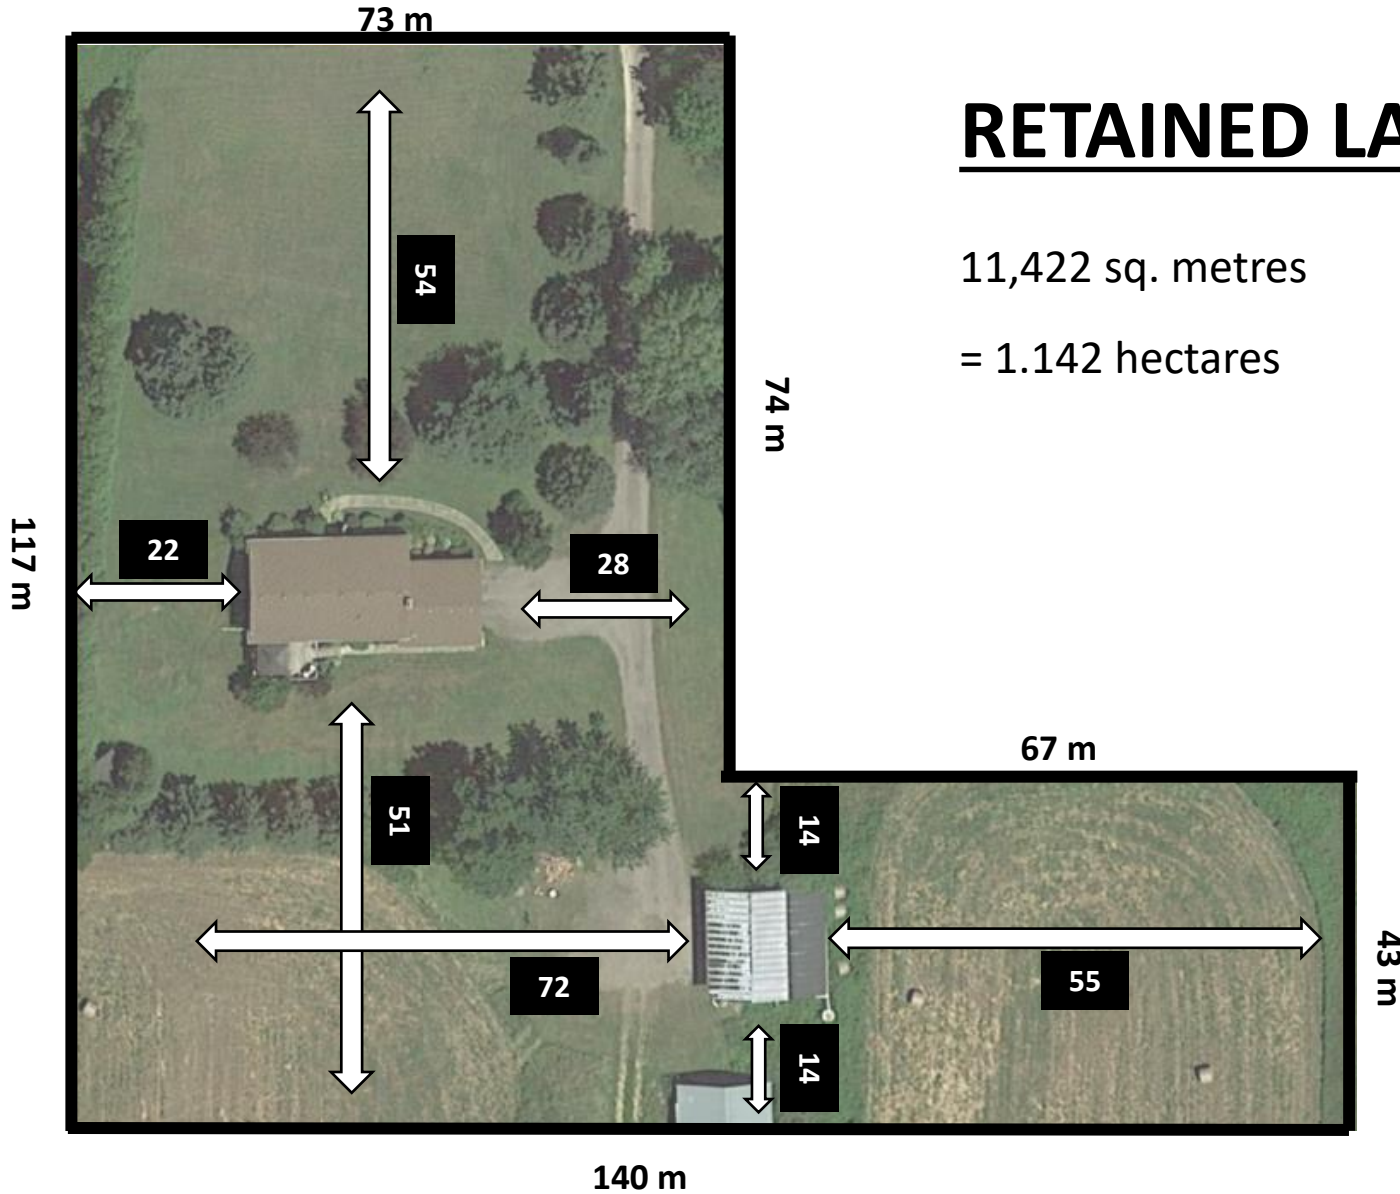 73 m
RETAINED LA
54
11,422 sq. metres
= 1.142 hectares
74 m
117 m
22
28
67 m
51
14
72
55
43 m
14
140 m